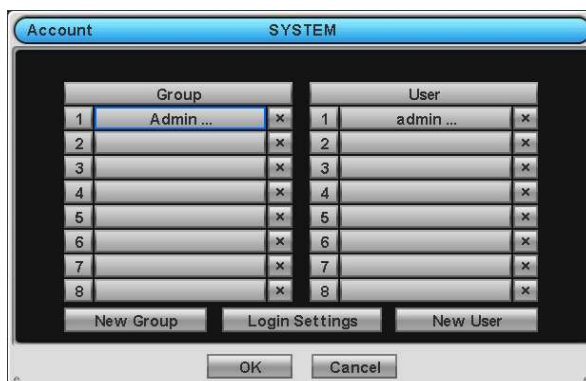 Account SYSTEM
Group User
1 Admin ... × 1 admin ... ×
2 × 2 ×
3 × 3 ×
4 × 4 ×
5 × 5 ×
6 × 6 ×
7 × 7 ×
8 × 8 ×
New Group Login Settings New User
OK Cancel